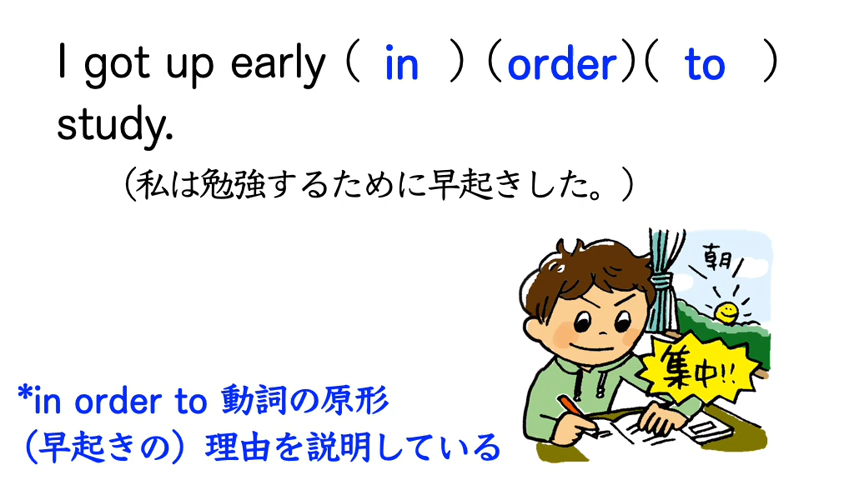 I got up early ( in ) ( order )( to )
study.
（私は勉強するために早起きした。）
朝
集中!!
*in order to 動詞の原形
（早起きの）理由を説明している